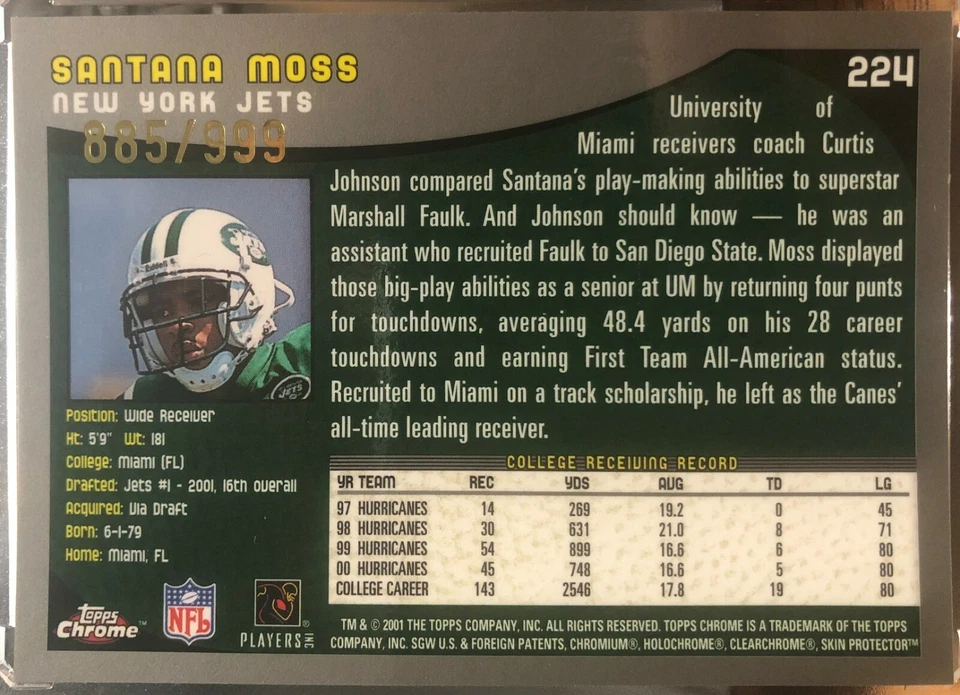 SANTANA MOSS
NEW YORK JETS
885/999
224
University of
Miami receivers coach Curtis
Johnson compared Santana's play-making abilities to superstar
Marshall Faulk. And Johnson should know — he was an
assistant who recruited Faulk to San Diego State. Moss displayed
those big-play abilities as a senior at UM by returning four punts
for touchdowns, averaging 48.4 yards on his 28 career
touchdowns and earning First Team All-American status.
Recruited to Miami on a track scholarship, he left as the Canes'
all-time leading receiver.
Riddell
JETS
JETS
Position: Wide Receiver
Ht: 5'9" Wt: 181
College: Miami (FL)
Drafted: Jets #1 - 2001, 16th overall
Acquired: Via Draft
Born: 6-1-79
Home: Miami, FL
COLLEGE RECEIVING RECORD
YR TEAM REC YDS AVG TD LG
97 HURRICANES 14 269 19.2 0 45
98 HURRICANES 30 631 21.0 8 71
99 HURRICANES 54 899 16.6 6 80
00 HURRICANES 45 748 16.6 5 80
COLLEGE CAREER 143 2546 17.8 19 80
Topps Chrome™
NFL
PLAYERS INC ®
TM & © 2001 THE TOPPS COMPANY, INC. ALL RIGHTS RESERVED. TOPPS CHROME IS A TRADEMARK OF THE TOPPS
COMPANY, INC. SGW U.S. & FOREIGN PATENTS, CHROMIUM®, HOLOCHROME®, CLEARCHROME®, SKIN PROTECTOR™